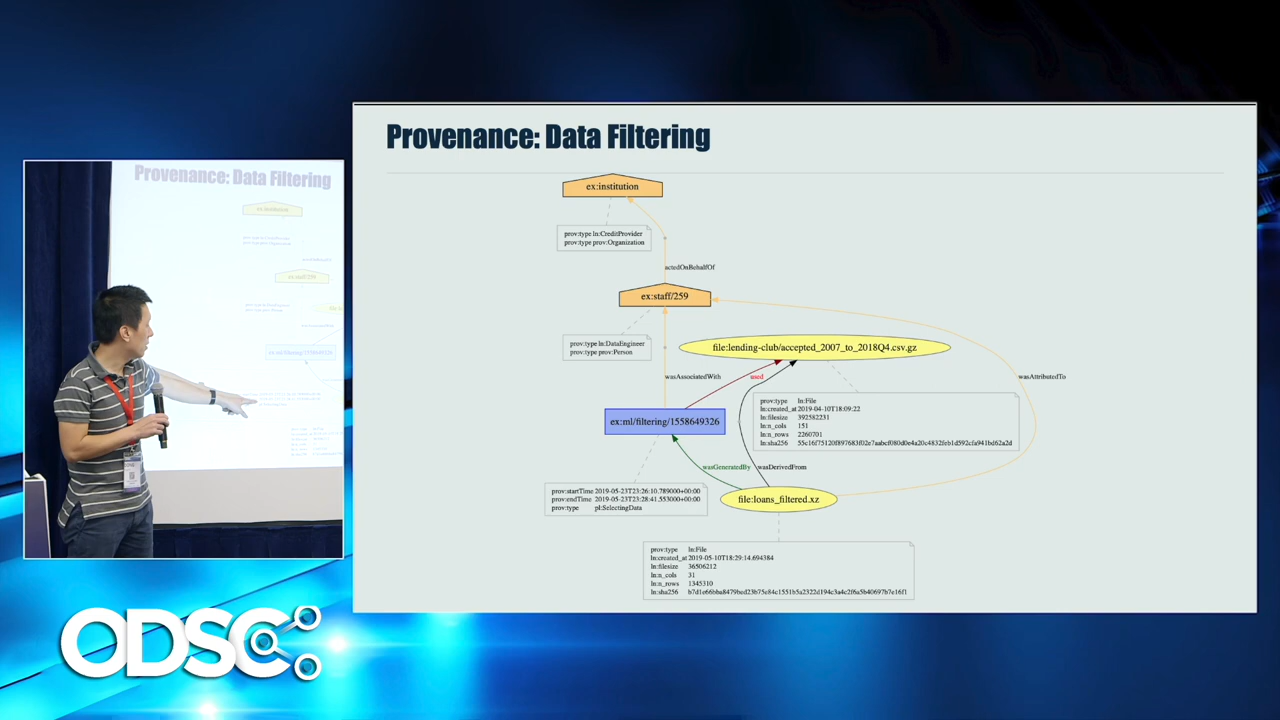 Provenance: Data Filtering
ex:institution
prov:type ln:CreditProvider
prov:type prov:Organization
actedOnBehalfOf
ex:staff/259
prov:type ln:DataEngineer
prov:type prov:Person
file:lending-club/accepted_2007_to_2018Q4.csv.gz
wasAssociatedWith
used
wasAttributedTo
prov:type ln:File
ln:created_at 2019-04-10T18:09:22
ln:filesize 392582231
ln:n_cols 151
ln:n_rows 2260701
ln:sha256 55c16f75120f897683f02e7aabcf080d0e4a20c4832feb1d592cfa941bd62a2d
ex:ml/filtering/1558649326
wasGeneratedBy
wasDerivedFrom
prov:startTime 2019-05-23T23:26:10.789000+00:00
prov:endTime 2019-05-23T23:28:41.553000+00:00
prov:type pl:SelectingData
file:loans_filtered.xz
prov:type ln:File
ln:created_at 2019-05-10T18:29:14.694384
ln:filesize 36506212
ln:n_cols 31
ln:n_rows 1345310
Provenance: Data Filtering
ODSC